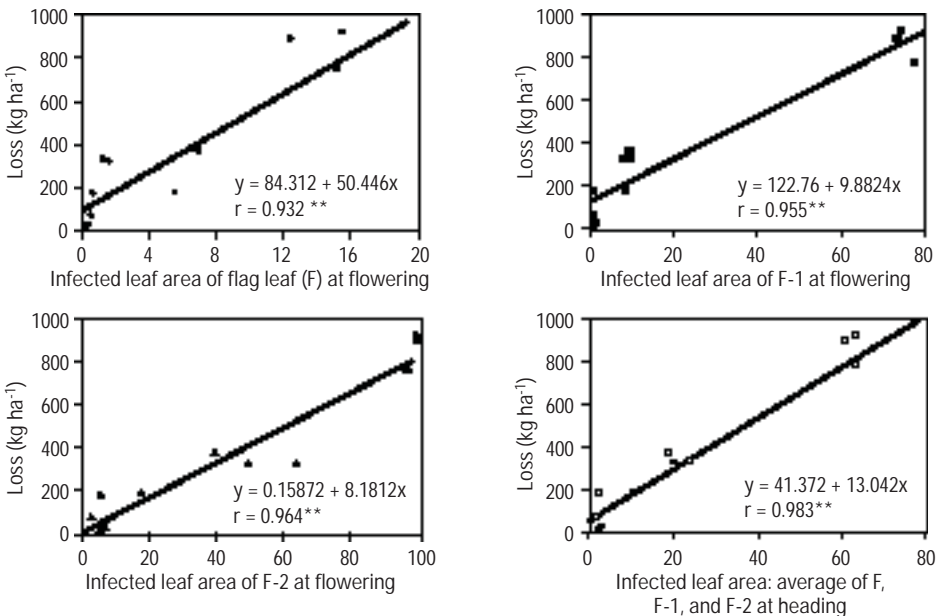 1000
800
600
400
200
0
Loss (kg ha-1)
y = 84.312 + 50.446x
r = 0.932 **
0 4 8 12 16 20
Infected leaf area of flag leaf (F) at flowering
1000
800
600
400
200
0
Loss (kg ha-1)
y = 122.76 + 9.8824x
r = 0.955**
0 20 40 60 80
Infected leaf area of F-1 at flowering
1000
800
600
400
200
0
Loss (kg ha-1)
y = 0.15872 + 8.1812x
r = 0.964**
0 20 40 60 80 100
Infected leaf area of F-2 at flowering
1000
800
600
400
200
0
Loss (kg ha-1)
y = 41.372 + 13.042x
r = 0.983**
0 20 40 60 80
Infected leaf area: average of F,
F-1, and F-2 at heading